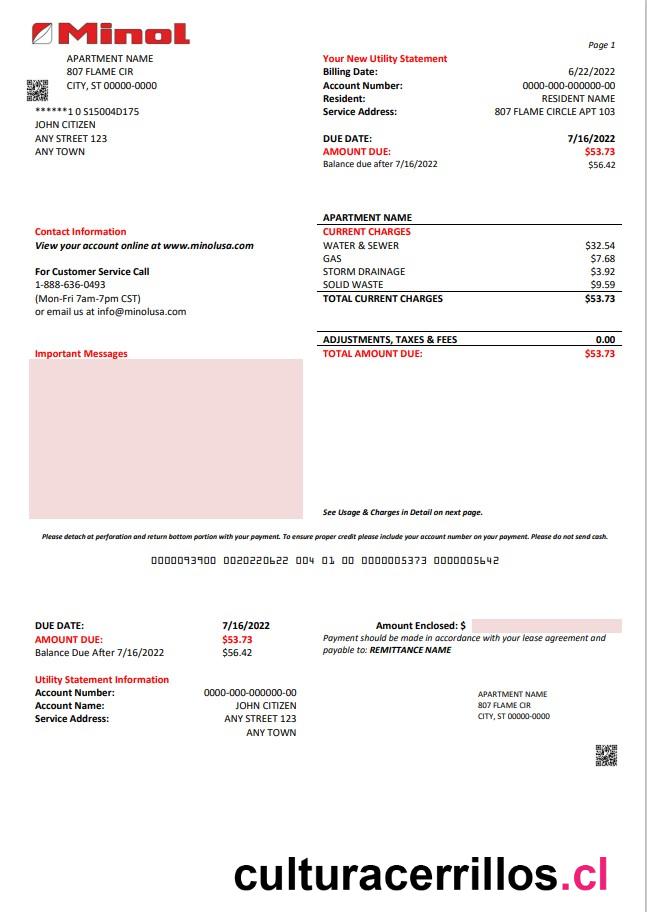 Minol
Page 1
APARTMENT NAME
807 FLAME CIR
CITY, ST 00000-0000
******1 0 S15004D175
JOHN CITIZEN
ANY STREET 123
ANY TOWN
Your New Utility Statement
Billing Date: 6/22/2022
Account Number: 0000-000-000000-00
Resident: RESIDENT NAME
Service Address: 807 FLAME CIRCLE APT 103
DUE DATE: 7/16/2022
AMOUNT DUE: $53.73
Balance due after 7/16/2022 $56.42
Contact Information
View your account online at www.minolusa.com
For Customer Service Call
1-888-636-0493
(Mon-Fri 7am-7pm CST)
or email us at info@minolusa.com
APARTMENT NAME
CURRENT CHARGES
WATER & SEWER $32.54
GAS $7.68
STORM DRAINAGE $3.92
SOLID WASTE $9.59
TOTAL CURRENT CHARGES $53.73
ADJUSTMENTS, TAXES & FEES 0.00
TOTAL AMOUNT DUE: $53.73
Important Messages
See Usage & Charges in Detail on next page.
Please detach at perforation and return bottom portion with your payment. To ensure proper credit please include your account number on your payment. Please do not send cash.
0000093900 0020220622 004 01 00 0000005373 0000005642
DUE DATE: 7/16/2022
AMOUNT DUE: $53.73
Balance Due After 7/16/2022 $56.42
Amount Enclosed: $
Payment should be made in accordance with your lease agreement and
payable to: REMITTANCE NAME
Utility Statement Information
Account Number: 0000-000-000000-00
Account Name: JOHN CITIZEN
Service Address: ANY STREET 123
ANY TOWN
APARTMENT NAME
807 FLAME CIR
CITY, ST 00000-0000
culturacerrillos.cl